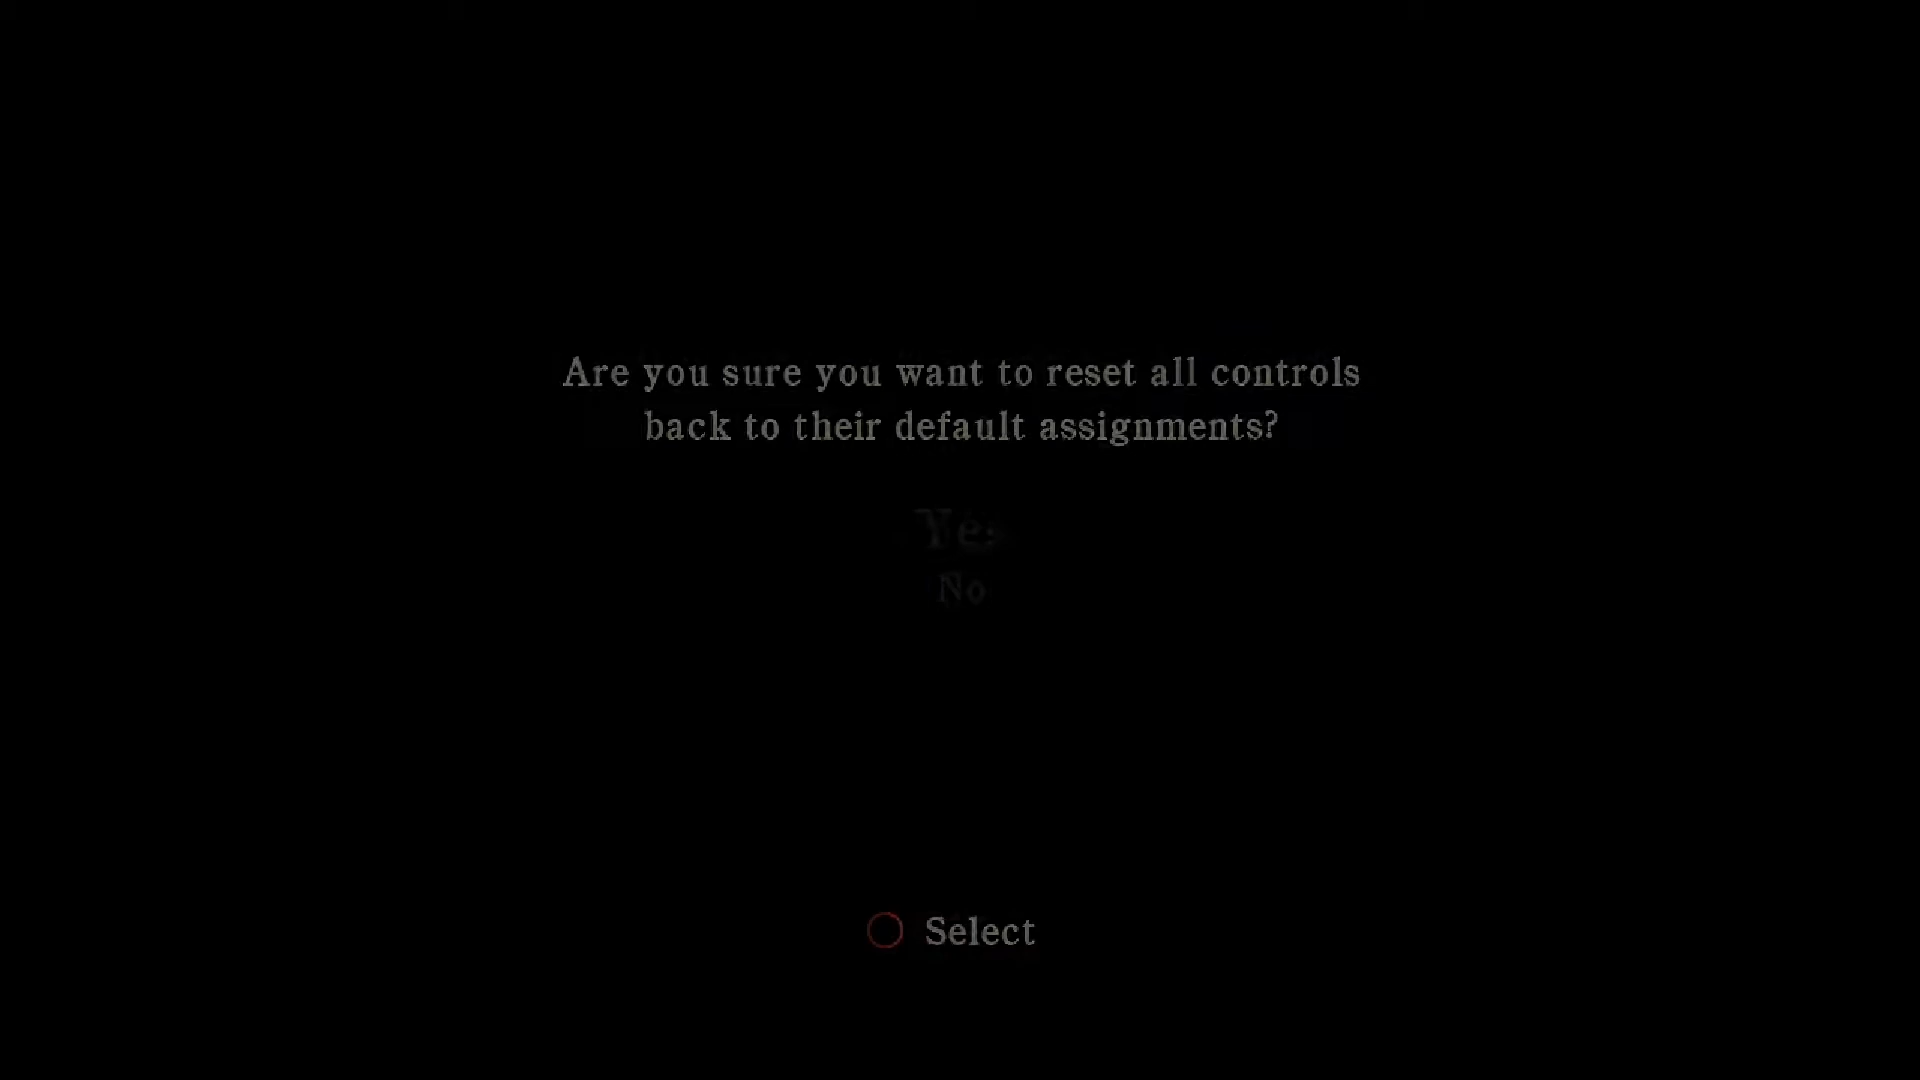 Are you sure you want to reset all controls
back to their default assignments?
Yes
No
Select